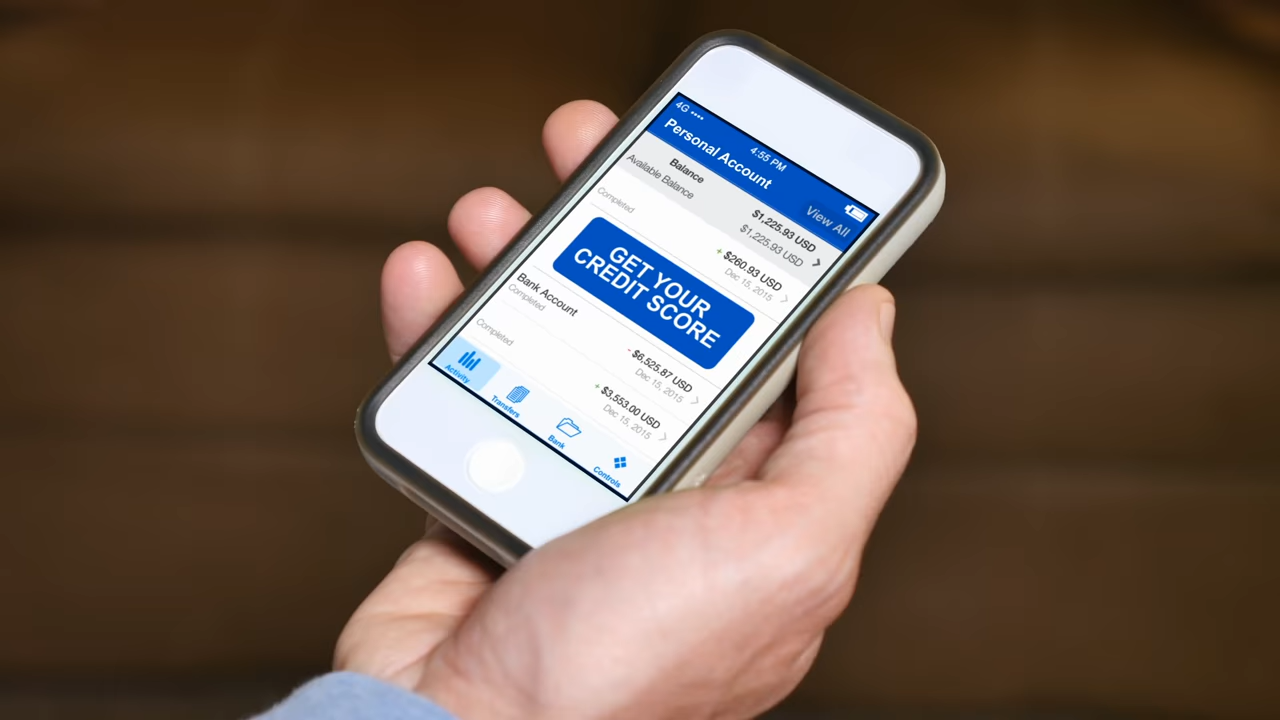 4G
4:55 PM
Personal Account
View All
Balance
$1,225.93 USD
Available Balance
$1,225.93 USD
+ $260.93 USD
Completed
Dec 15, 2015
GET YOUR
CREDIT SCORE
Bank Account
- $6,525.87 USD
Completed
Dec 15, 2015
+ $3,553.00 USD
Completed
Dec 15, 2015
Activity
Transfers
Bank
Controls